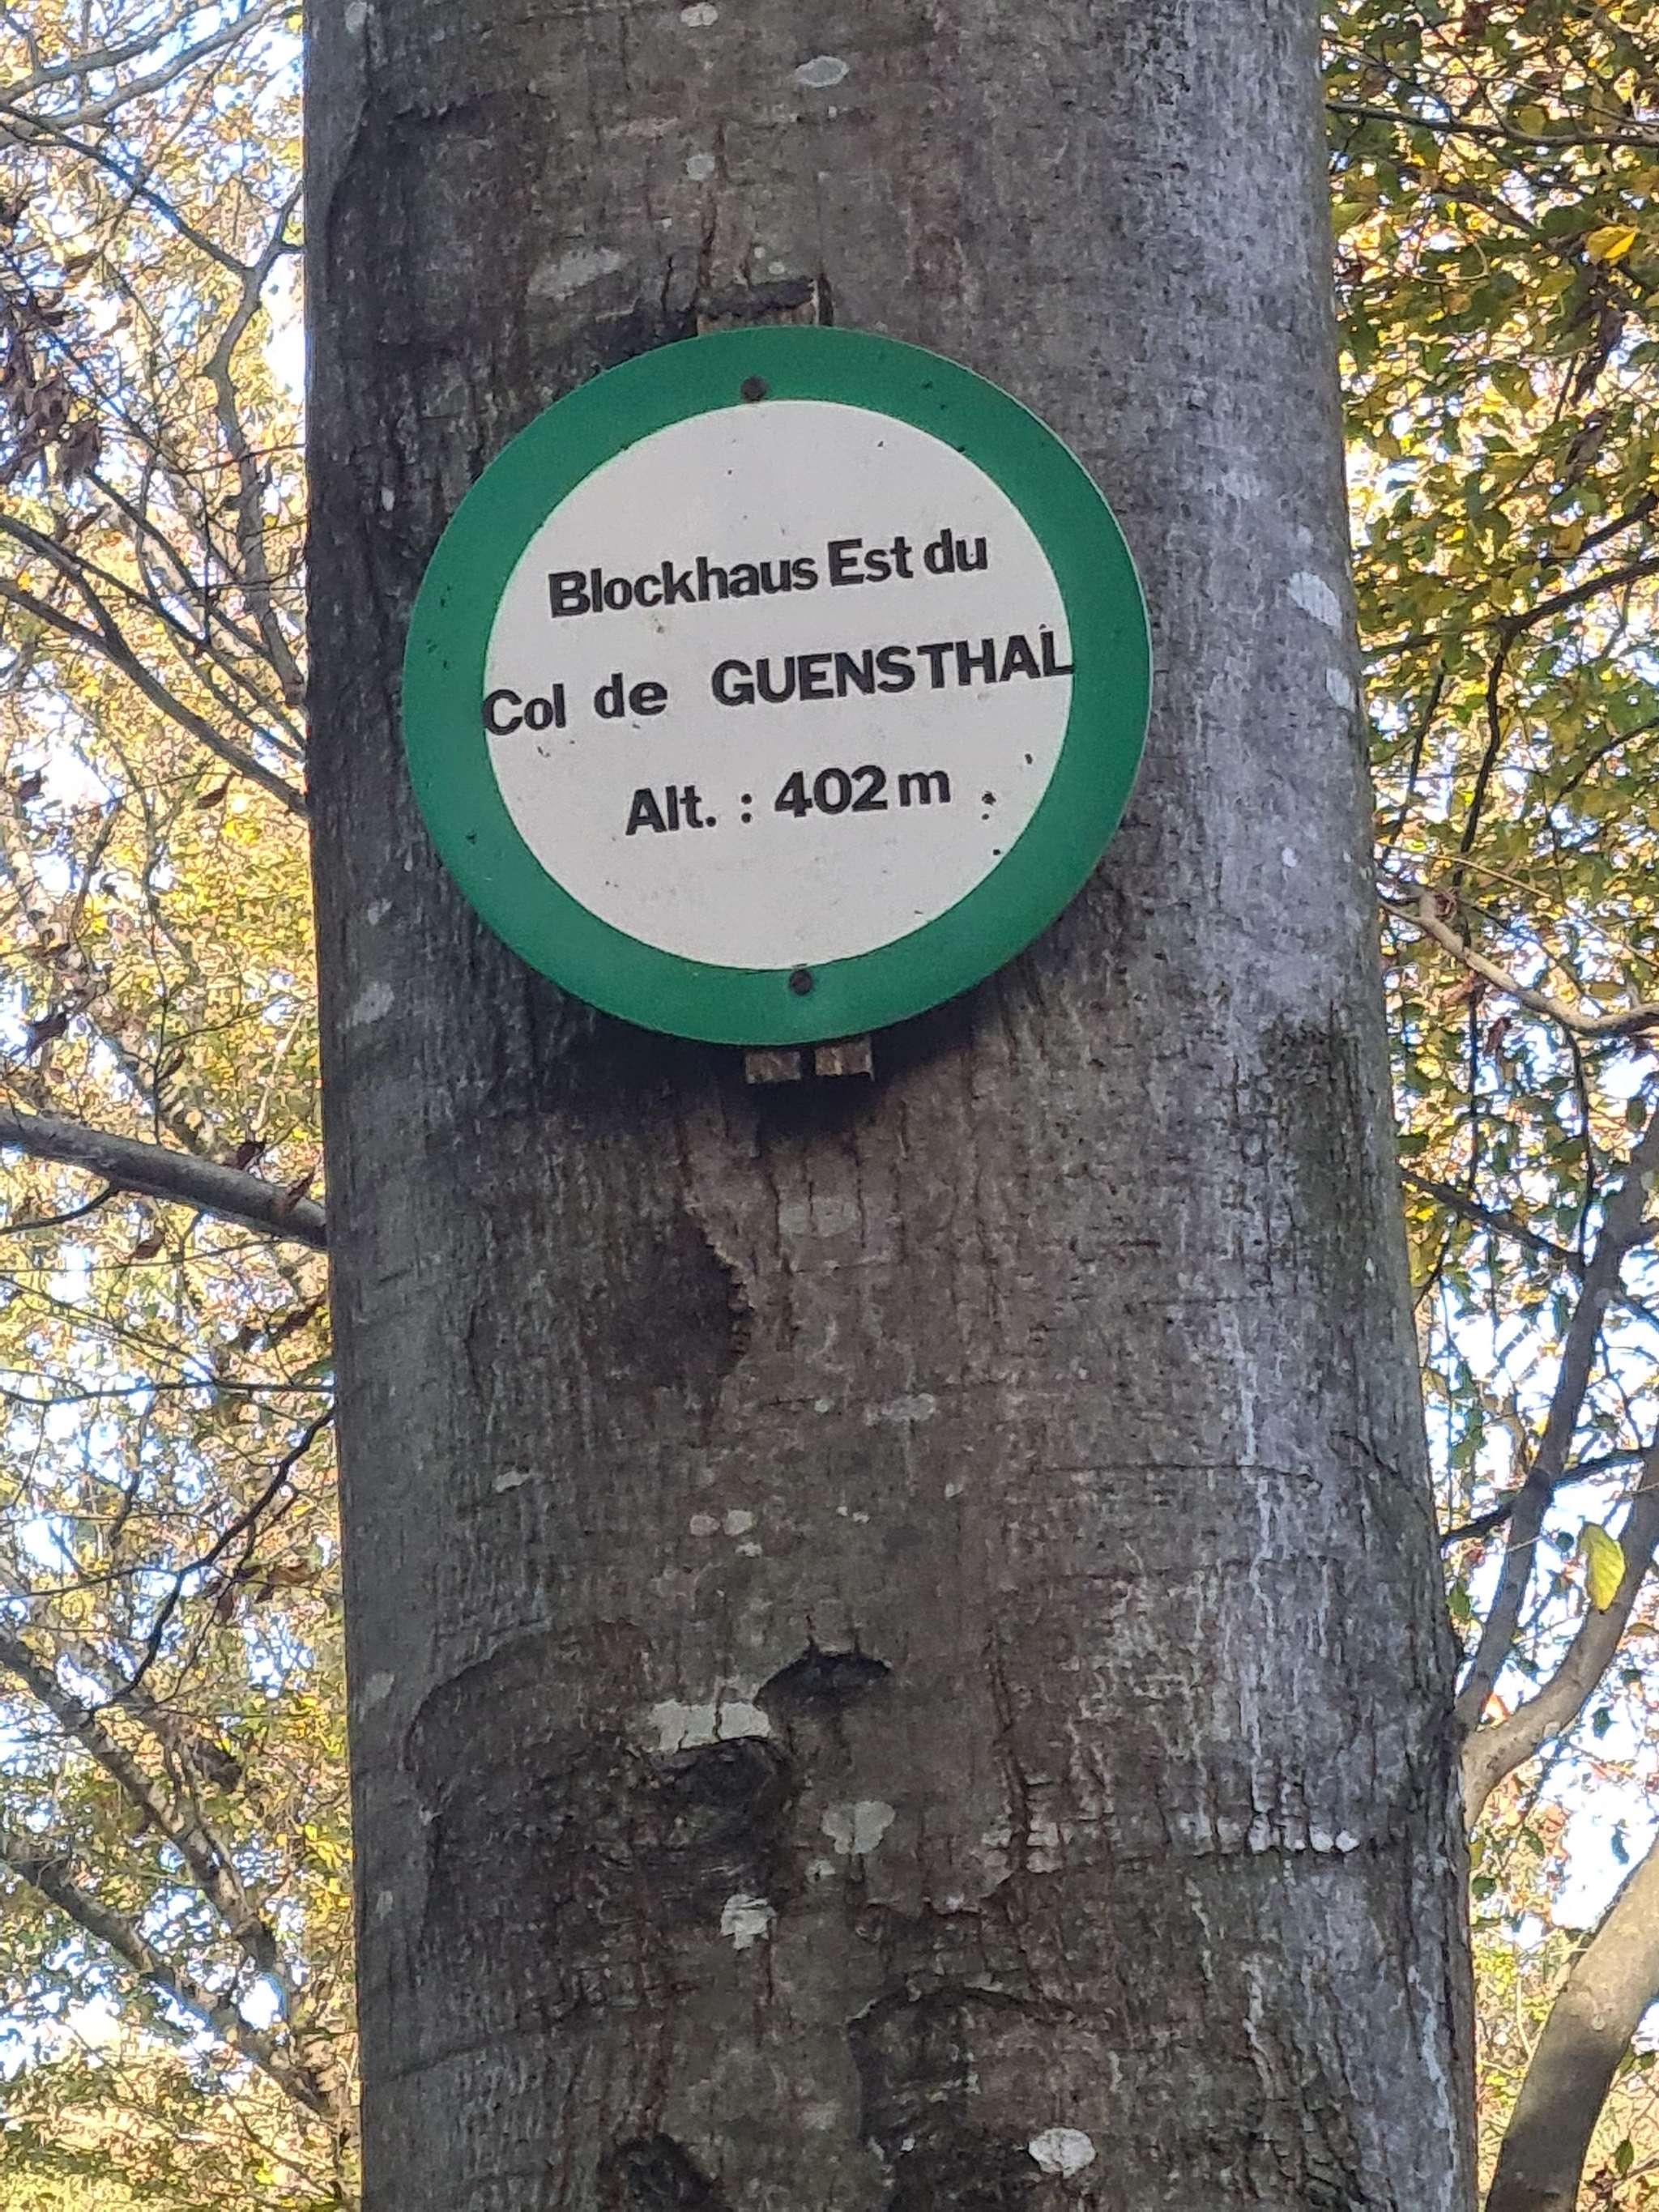 Blockhaus Est du
Col de GUENSTHAL
Alt. : 402 m